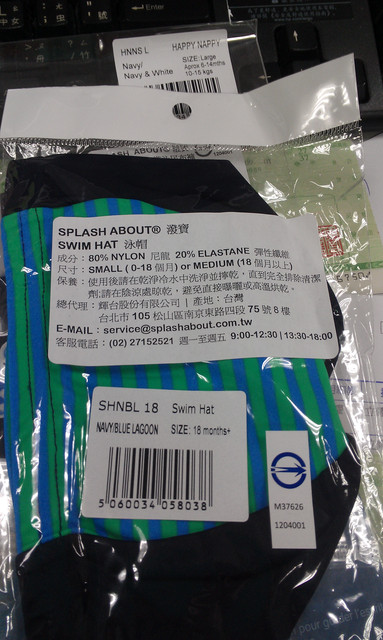 Enter
HNNS L HAPPY NAPPY
Navy/ SIZE: Large
Navy & White Aprox 6-14mths
10-15 kgs
SPLASH ABOUT® 潑寶
SWIM HAT 泳帽
成分：80% NYLON 尼龍 20% ELASTANE 彈性纖維
尺寸：SMALL ( 0-18 個月) or MEDIUM (18 個月以上)
保養：使用後請在乾淨冷水中洗淨並擰乾，直到完全排除清潔
劑;請在陰涼處晾乾，避免直接曝曬或高溫烘乾。
總代理：輝台股份有限公司 | 產地：台灣
台北市 105 松山區南京東路四段 75 號 8 樓
E-MAIL：service@splashabout.com.tw
客服電話：(02) 27152521 週一至週五 9:00-12:30 | 13:30-18:00
SHNBL 18 Swim Hat
NAVY/BLUE LAGOON SIZE: 18 months+
5 060034 058038
M37626
1204001